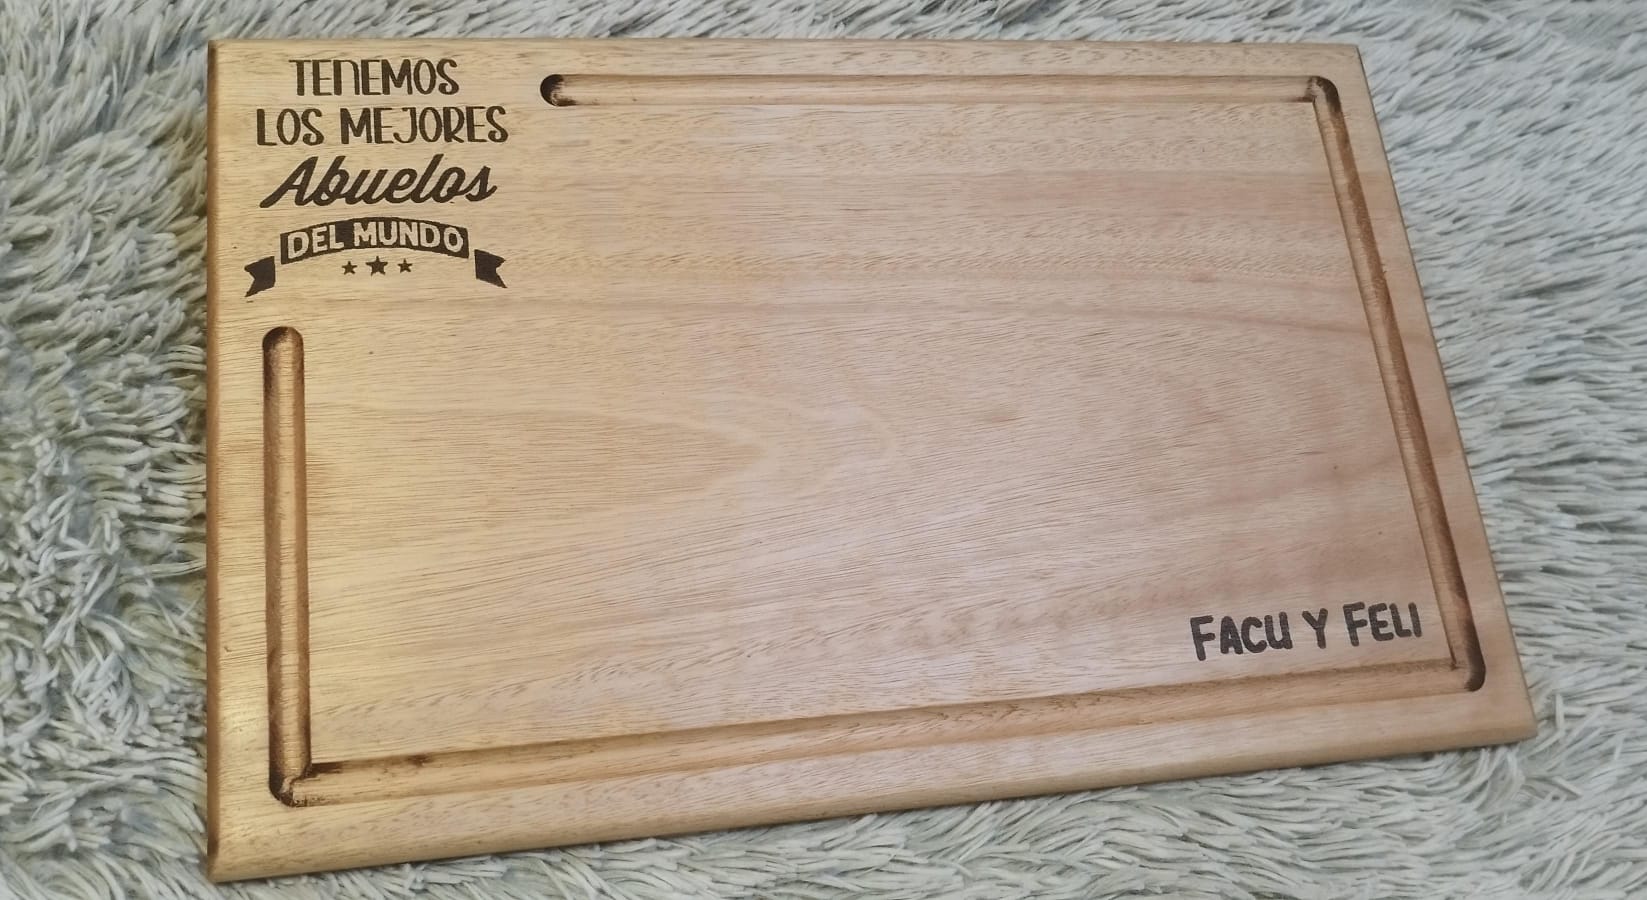 TENEMOS
LOS MEJORES
Abuelos
DEL MUNDO
FACU Y FELI